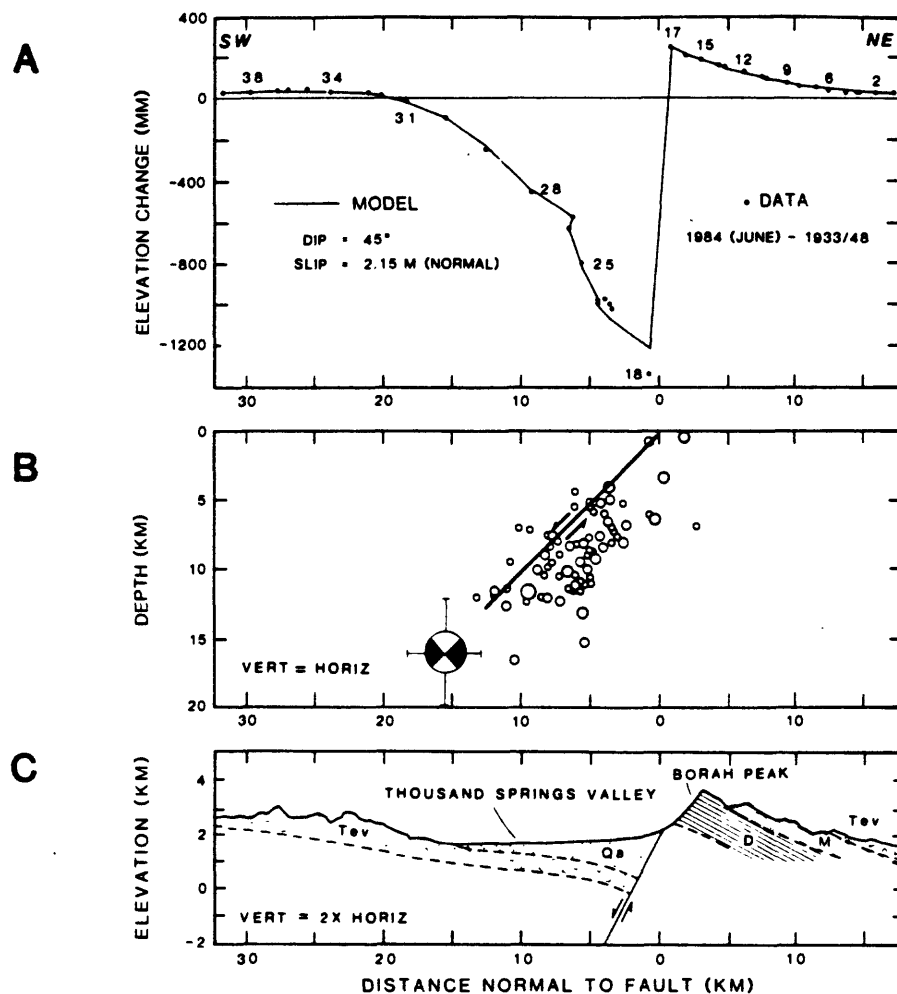 A
SW
NE
400
0
-400
-800
-1200
ELEVATION CHANGE (MM)
38
34
31
28
25
18
17
15
12
9
6
2
MODEL
DIP = 45°
SLIP = 2.15 M (NORMAL)
DATA
1984 (JUNE) - 1933/48
30
20
10
0
10
B
0
5
10
15
20
DEPTH (KM)
VERT = HORIZ
30
20
10
0
10
C
4
2
0
-2
ELEVATION (KM)
BORAH PEAK
THOUSAND SPRINGS VALLEY
Tev
Qa
D
M
Tev
VERT = 2X HORIZ
30
20
10
0
10
DISTANCE NORMAL TO FAULT (KM)